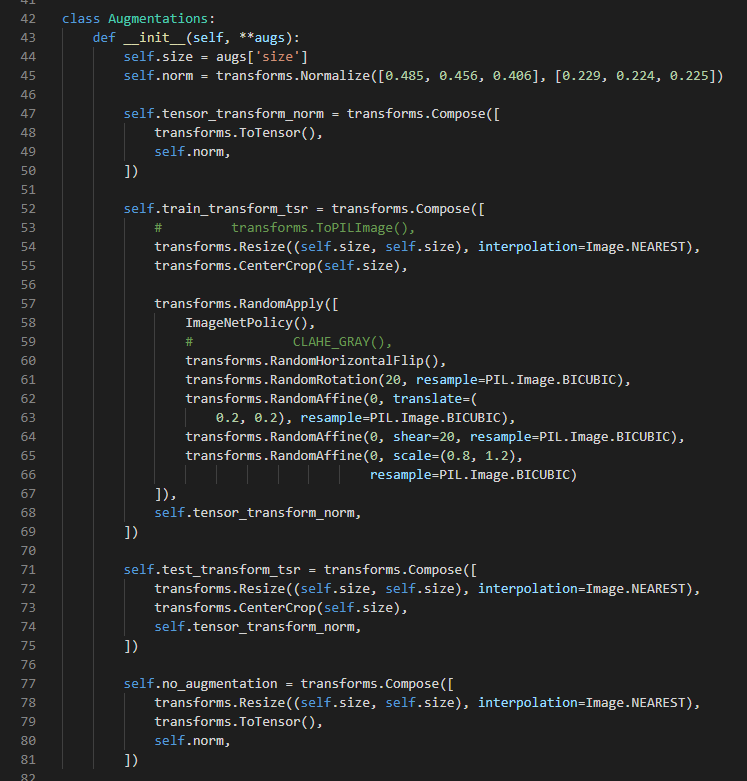 41
42 class Augmentations:
43     def __init__(self, **augs):
44         self.size = augs['size']
45         self.norm = transforms.Normalize([0.485, 0.456, 0.406], [0.229, 0.224, 0.225])
46
47         self.tensor_transform_norm = transforms.Compose([
48             transforms.ToTensor(),
49             self.norm,
50         ])
51
52         self.train_transform_tsr = transforms.Compose([
53             #         transforms.ToPILImage(),
54             transforms.Resize((self.size, self.size), interpolation=Image.NEAREST),
55             transforms.CenterCrop(self.size),
56
57             transforms.RandomApply([
58                 ImageNetPolicy(),
59                 #             CLAHE_GRAY(),
60                 transforms.RandomHorizontalFlip(),
61                 transforms.RandomRotation(20, resample=PIL.Image.BICUBIC),
62                 transforms.RandomAffine(0, translate=(
63                     0.2, 0.2), resample=PIL.Image.BICUBIC),
64                 transforms.RandomAffine(0, shear=20, resample=PIL.Image.BICUBIC),
65                 transforms.RandomAffine(0, scale=(0.8, 1.2),
66                                         resample=PIL.Image.BICUBIC)
67             ]),
68             self.tensor_transform_norm,
69         ])
70
71         self.test_transform_tsr = transforms.Compose([
72             transforms.Resize((self.size, self.size), interpolation=Image.NEAREST),
73             transforms.CenterCrop(self.size),
74             self.tensor_transform_norm,
75         ])
76
77         self.no_augmentation = transforms.Compose([
78             transforms.Resize((self.size, self.size), interpolation=Image.NEAREST),
79             transforms.ToTensor(),
80             self.norm,
81         ])
82